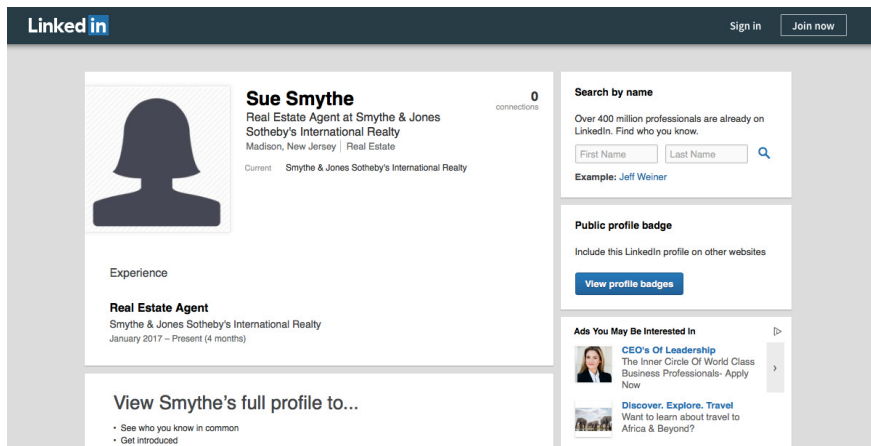 Linked in
Sign in
Join now
Sue Smythe
0
connections
Real Estate Agent at Smythe & Jones
Sotheby's International Realty
Madison, New Jersey | Real Estate
Current Smythe & Jones Sotheby's International Realty
Experience
Real Estate Agent
Smythe & Jones Sotheby's International Realty
January 2017 – Present (4 months)
View Smythe's full profile to...
• See who you know in common
• Get introduced
Search by name
Over 400 million professionals are already on
LinkedIn. Find who you know.
First Name Last Name
Example: Jeff Weiner
Public profile badge
Include this LinkedIn profile on other websites
View profile badges
Ads You May Be Interested In
CEO's Of Leadership
The Inner Circle Of World Class
Business Professionals- Apply
Now
Discover. Explore. Travel
Want to learn about travel to
Africa & Beyond?